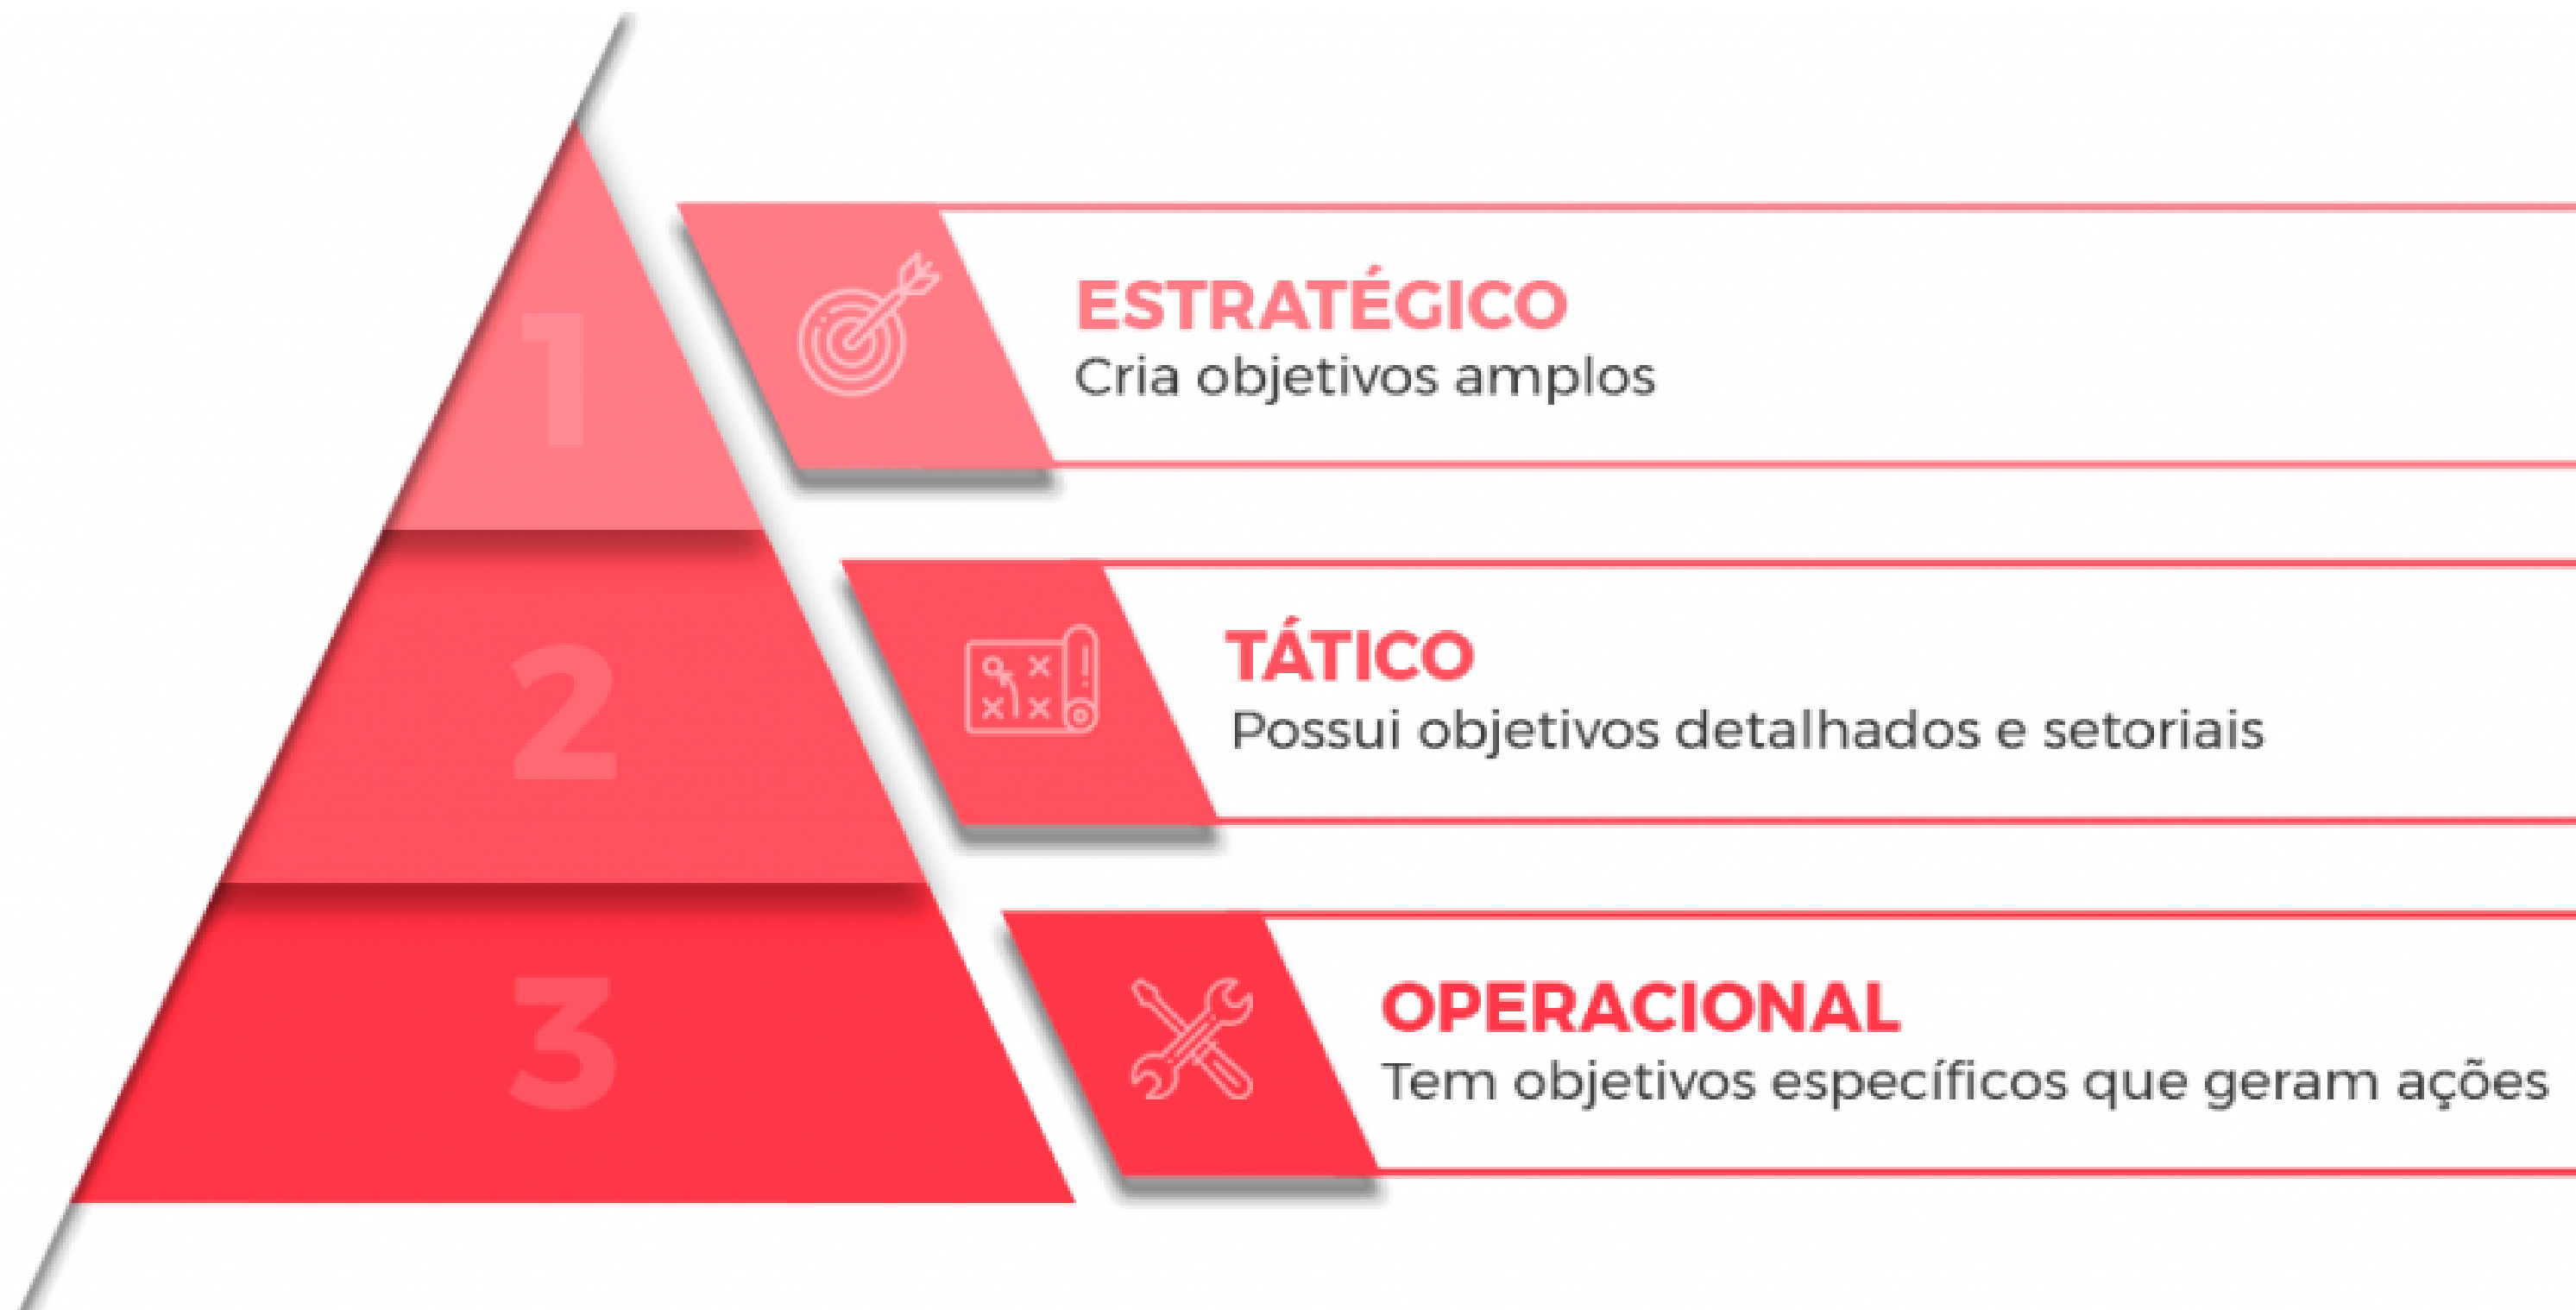 1
ESTRATÉGICO
Cria objetivos amplos
2
TÁTICO
Possui objetivos detalhados e setoriais
3
OPERACIONAL
Tem objetivos específicos que geram ações